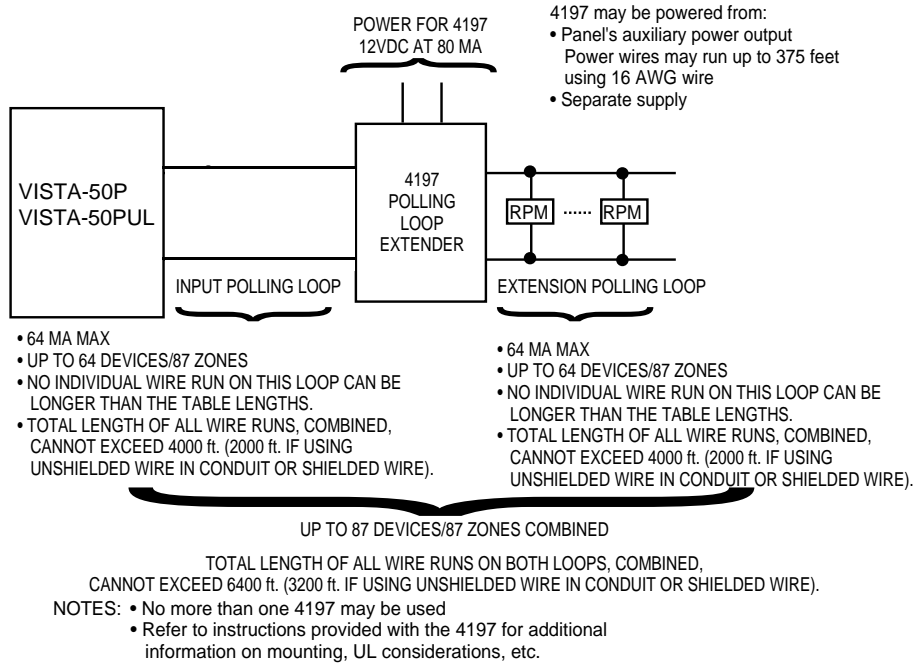 POWER FOR 4197
12VDC AT 80 MA
4197 may be powered from:
• Panel's auxiliary power output
Power wires may run up to 375 feet
using 16 AWG wire
• Separate supply
VISTA-50P
VISTA-50PUL
4197
POLLING
LOOP
EXTENDER
RPM ...... RPM
INPUT POLLING LOOP
EXTENSION POLLING LOOP
• 64 MA MAX
• UP TO 64 DEVICES/87 ZONES
• NO INDIVIDUAL WIRE RUN ON THIS LOOP CAN BE
LONGER THAN THE TABLE LENGTHS.
• TOTAL LENGTH OF ALL WIRE RUNS, COMBINED,
CANNOT EXCEED 4000 ft. (2000 ft. IF USING
UNSHIELDED WIRE IN CONDUIT OR SHIELDED WIRE).
• 64 MA MAX
• UP TO 64 DEVICES/87 ZONES
• NO INDIVIDUAL WIRE RUN ON THIS LOOP CAN BE
LONGER THAN THE TABLE LENGTHS.
• TOTAL LENGTH OF ALL WIRE RUNS, COMBINED,
CANNOT EXCEED 4000 ft. (2000 ft. IF USING
UNSHIELDED WIRE IN CONDUIT OR SHIELDED WIRE).
UP TO 87 DEVICES/87 ZONES COMBINED
TOTAL LENGTH OF ALL WIRE RUNS ON BOTH LOOPS, COMBINED,
CANNOT EXCEED 6400 ft. (3200 ft. IF USING UNSHIELDED WIRE IN CONDUIT OR SHIELDED WIRE).
NOTES: • No more than one 4197 may be used
• Refer to instructions provided with the 4197 for additional
information on mounting, UL considerations, etc.